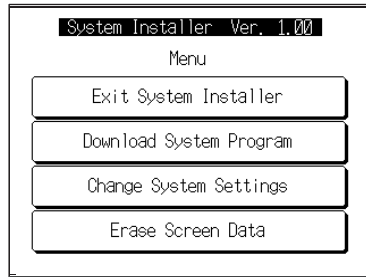 System Installer Ver. 1.00
Menu
Exit System Installer
Download System Program
Change System Settings
Erase Screen Data